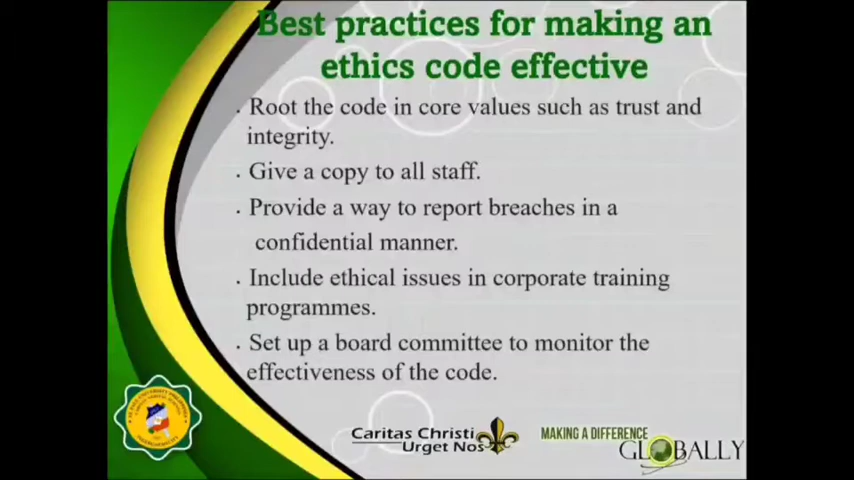 Best practices for making an
ethics code effective
. Root the code in core values such as trust and
integrity.
. Give a copy to all staff.
. Provide a way to report breaches in a
confidential manner.
. Include ethical issues in corporate training
programmes.
. Set up a board committee to monitor the
effectiveness of the code.
Caritas Christi
Urget Nos
MAKING A DIFFERENCE
GLOBALLY